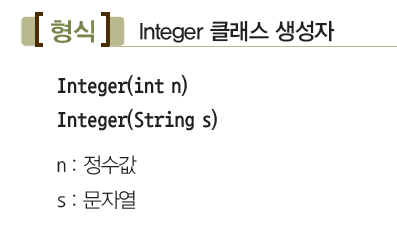 [형식] Integer 클래스 생성자
Integer(int n)
Integer(String s)
n : 정수값
s : 문자열